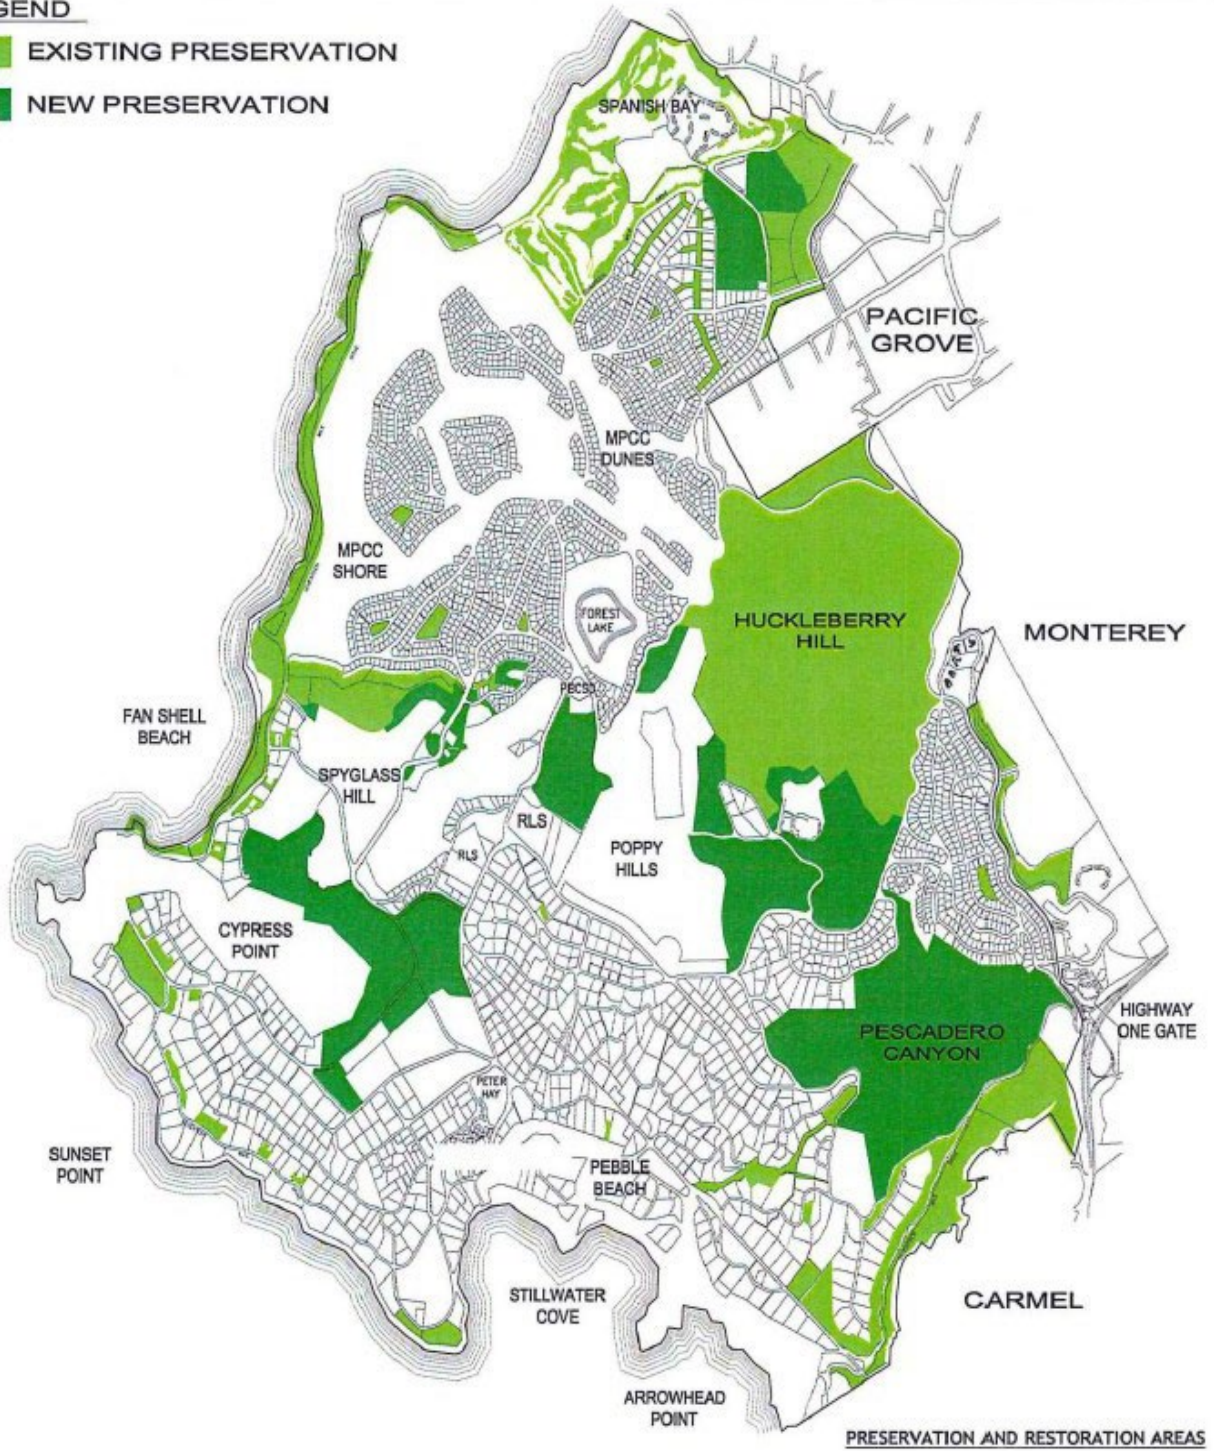 GEND
EXISTING PRESERVATION
NEW PRESERVATION
SPANISH BAY
PACIFIC
GROVE
MPCC
DUNES
MPCC
SHORE
FOREST
LAKE
HUCKLEBERRY
HILL
MONTEREY
PBCSD
FAN SHELL
BEACH
SPYGLASS
HILL
RLS
RLS
POPPY
HILLS
CYPRESS
POINT
HIGHWAY
ONE GATE
PESCADERO
CANYON
PETER
HAY
SUNSET
POINT
PEBBLE
BEACH
STILLWATER
COVE
CARMEL
ARROWHEAD
POINT
PRESERVATION AND RESTORATION AREAS